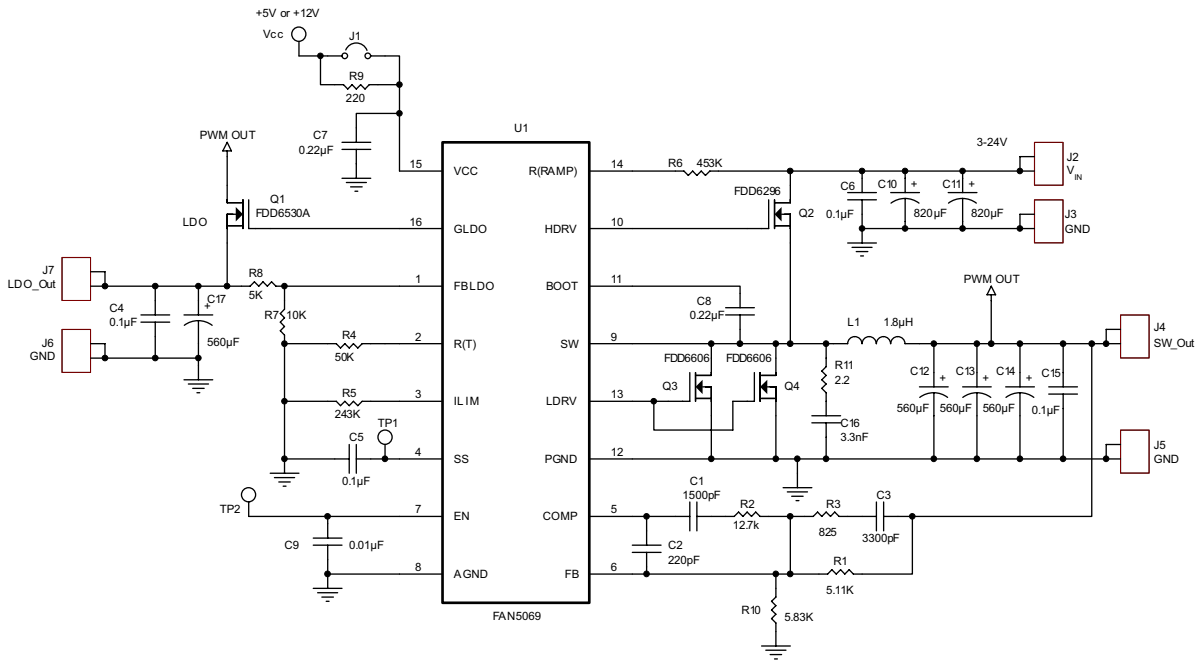 +5V or +12V
Vcc
J1
R9
220
C7
0.22µF
U1
PWM OUT
Q1
FDD6530A
LDO
15 VCC
16 GLDO
1 FBLDO
2 R(T)
3 ILIM
4 SS
7 EN
8 AGND
R(RAMP) 14
HDRV 10
BOOT 11
SW 9
LDRV 13
PGND 12
COMP 5
FB 6
FAN5069
J7
LDO_Out
J6
GND
C4
0.1µF
+
C17
560µF
R8
5K
R7 10K
R4
50K
R5
243K
C5
0.1µF
TP1
TP2
C9 0.01µF
R6 453K
FDD6296
Q2
3-24V
J2
VIN
J3
GND
C6
0.1µF
C10 +
820µF
C11 +
820µF
C8
0.22µF
PWM OUT
L1 1.8µH
J4
SW_Out
FDD6606 FDD6606
Q3
Q4
R11
2.2
C16
3.3nF
C12 +
560µF
C13 +
560µF
C14 +
560µF
C15
0.1µF
J5
GND
C1
1500pF
R2
12.7k
R3
825
C3
3300pF
C2
220pF
R1
5.11K
R10 5.83K